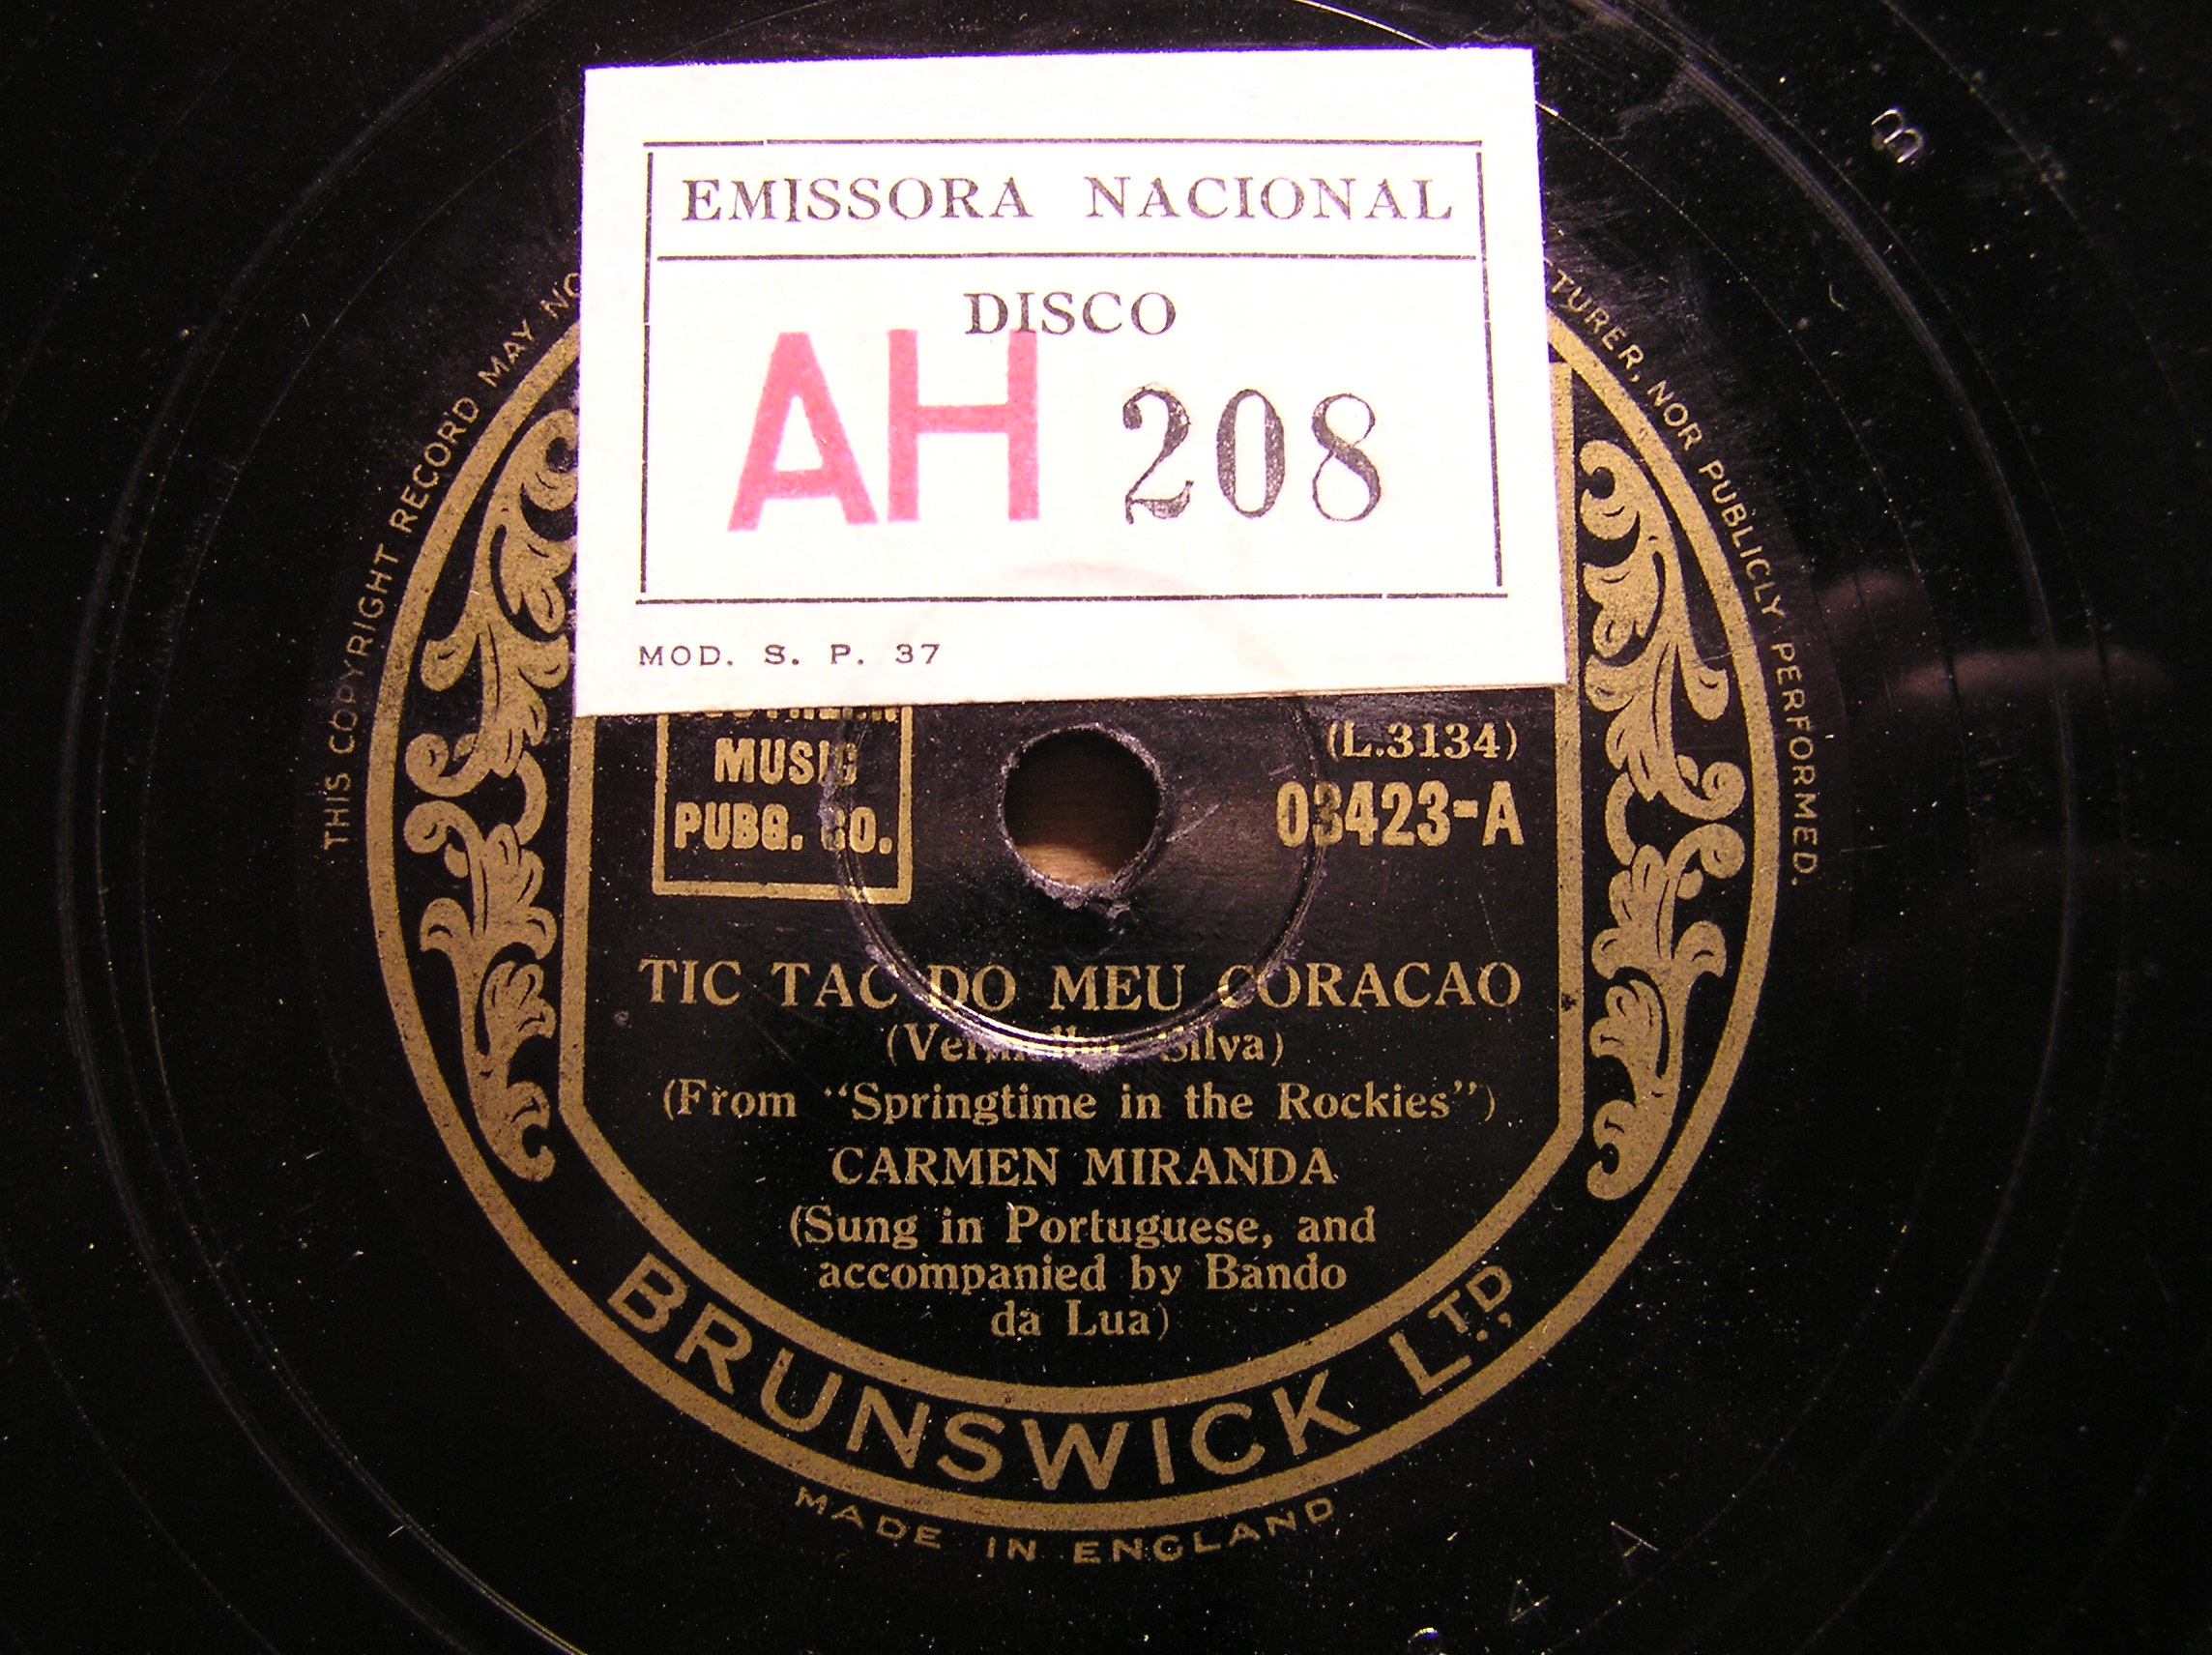 EMISSORA NACIONAL
DISCO
AH 208
MOD. S. P. 37
THIS COPYRIGHT RECORD MAY
NOR PUBLICLY PERFORMED.
MUSIC
PUBG. CO.
(L.3134)
03423-A
TIC TAC DO MEU CORACAO
Silva)
(From "Springtime in the Rockies")
CARMEN MIRANDA
(Sung in Portuguese, and
accompanied by Bando
da Lua)
BRUNSWICK LTD.,
MADE IN ENGLAND
B
4 A